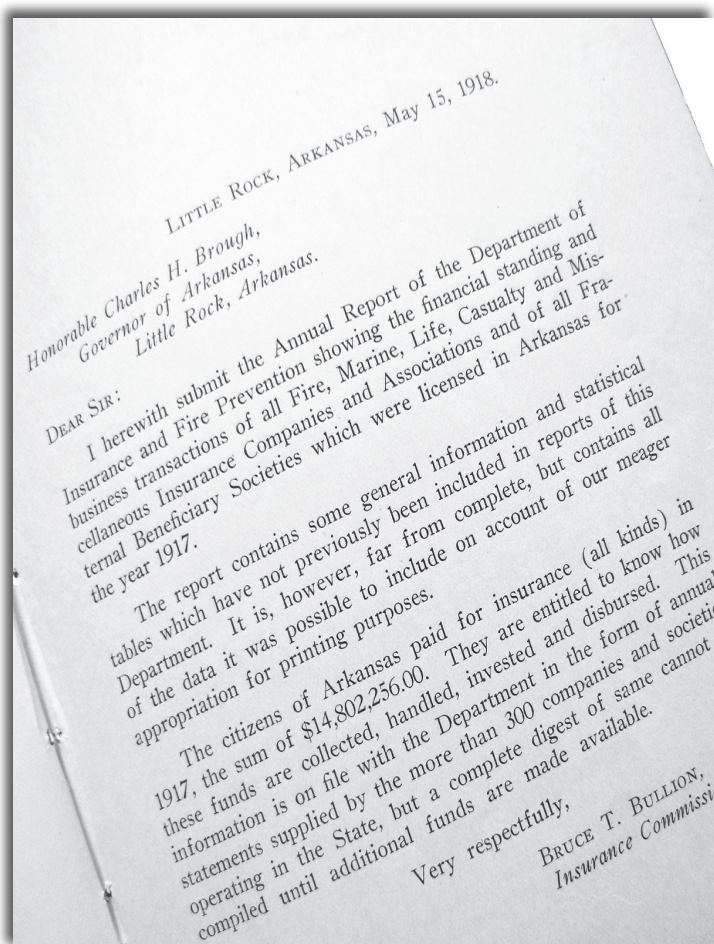 LITTLE ROCK, ARKANSAS, May 15, 1918.
Honorable Charles H. Brough,
Governor of Arkansas,
Little Rock, Arkansas.
DEAR SIR:
I herewith submit the Annual Report of the Department of
Insurance and Fire Prevention showing the financial standing and
business transactions of all Fire, Marine, Life, Casualty and Mis-
cellaneous Insurance Companies and Associations and of all Fra-
ternal Beneficiary Societies which were licensed in Arkansas for
the year 1917.
The report contains some general information and statistical
tables which have not previously been included in reports of this
Department. It is, however, far from complete, but contains all
of the data it was possible to include on account of our meager
appropriation for printing purposes.
The citizens of Arkansas paid for insurance (all kinds) in
1917, the sum of $14,802,256.00. They are entitled to know how
these funds are collected, handled, invested and disbursed. This
information is on file with the Department in the form of annual
statements supplied by the more than 300 companies and societie
operating in the State, but a complete digest of same cannot
compiled until additional funds are made available.
Very respectfully,
BRUCE T. BULLION,
Insurance Commissi